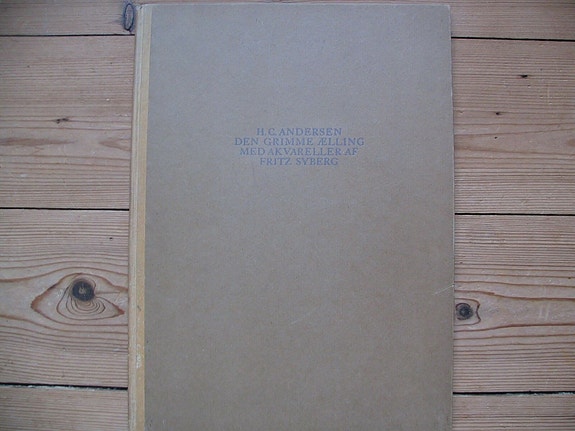 H. C. ANDERSEN
DEN GRIMME ÆLLING
MED AKVARELLER AF
FRITZ SYBERG